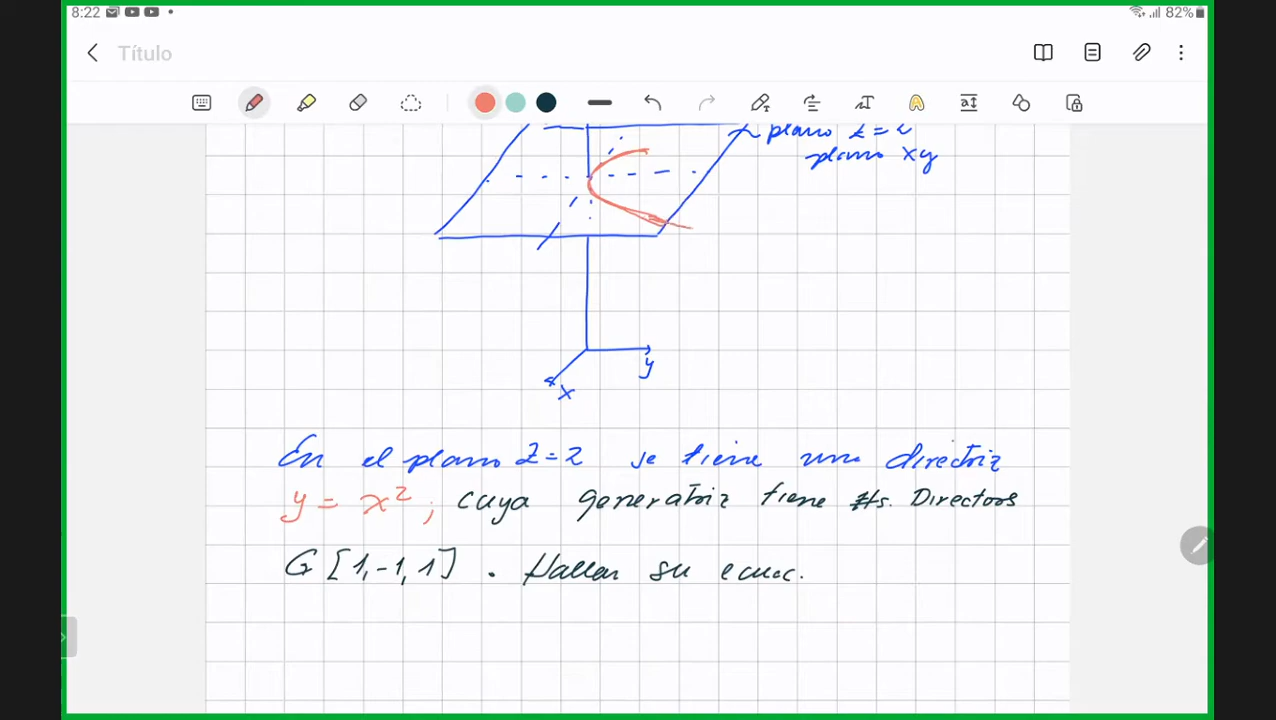 8:22
82%
Título
plano z = 2
plano xy
y
x
En el plano Z = 2 se tiene una directriz
y = x²; cuya generatriz tiene #s. Directores
G [1, -1, 1] . Hallar su ecuac.